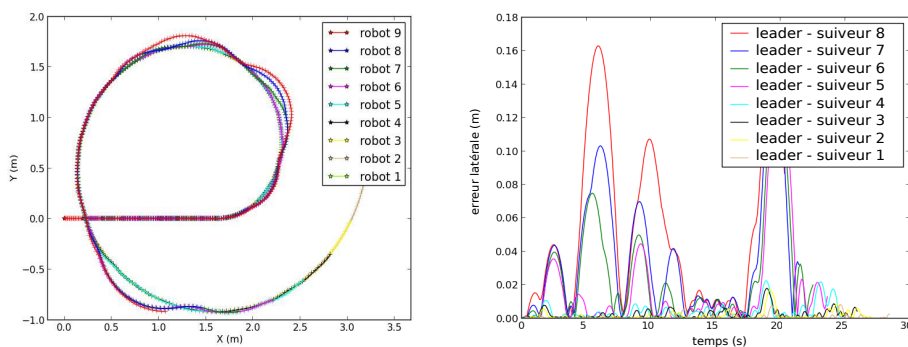 2.0
1.5
1.0
0.5
0.0
−0.5
−1.0
Y (m)
0.0 0.5 1.0 1.5 2.0 2.5 3.0 3.5
X (m)
robot 9
robot 8
robot 7
robot 6
robot 5
robot 4
robot 3
robot 2
robot 1
0.18
0.16
0.14
0.12
0.10
0.08
0.06
0.04
0.02
0.00
erreur latérale (m)
0 5 10 15 20 25 30
temps (s)
leader - suiveur 8
leader - suiveur 7
leader - suiveur 6
leader - suiveur 5
leader - suiveur 4
leader - suiveur 3
leader - suiveur 2
leader - suiveur 1